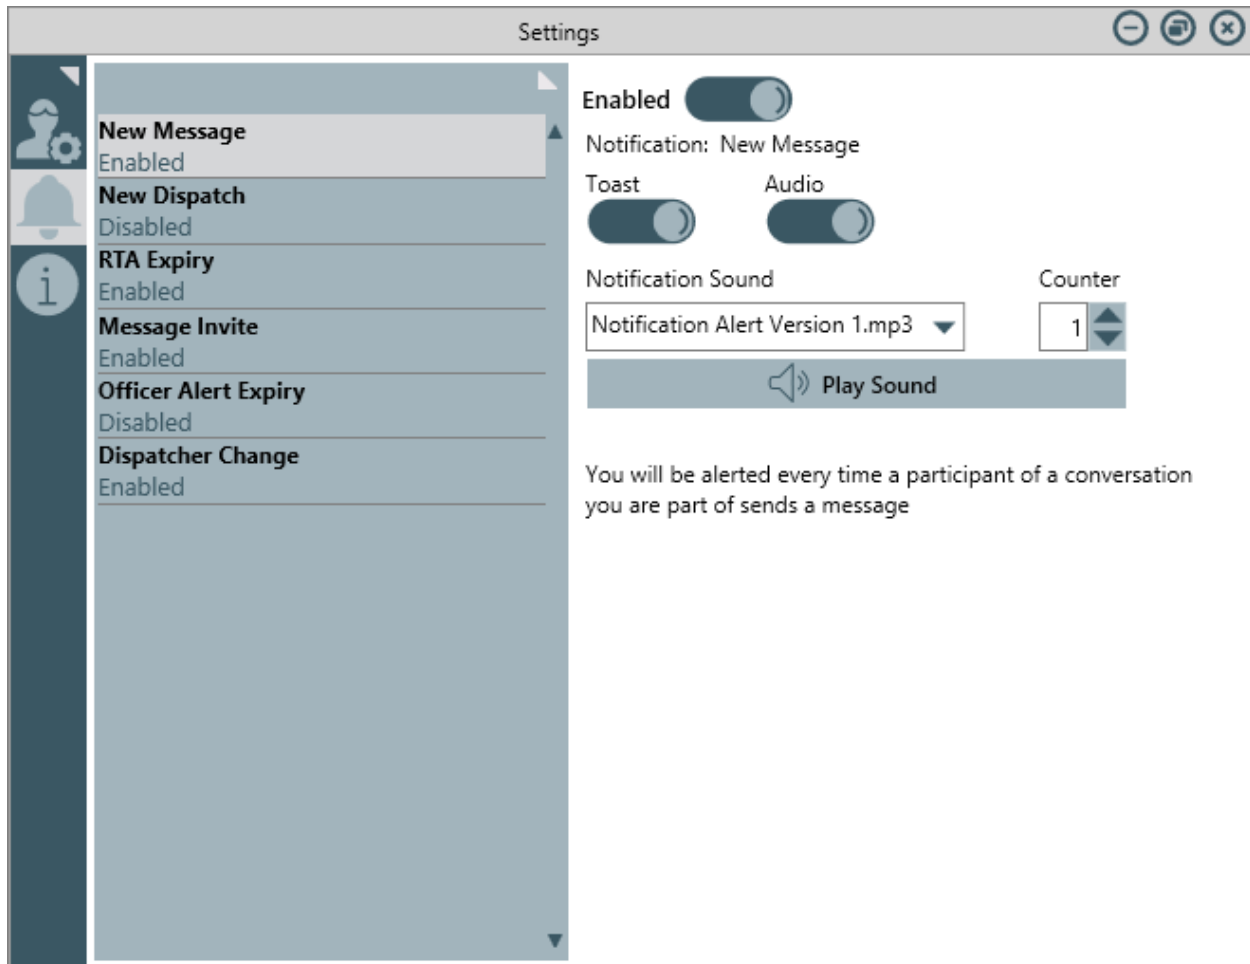 Settings
New Message
Enabled
New Dispatch
Disabled
RTA Expiry
Enabled
Message Invite
Enabled
Officer Alert Expiry
Disabled
Dispatcher Change
Enabled
Enabled
Notification: New Message
Toast Audio
Notification Sound Counter
Notification Alert Version 1.mp3 1
Play Sound
You will be alerted every time a participant of a conversation
you are part of sends a message